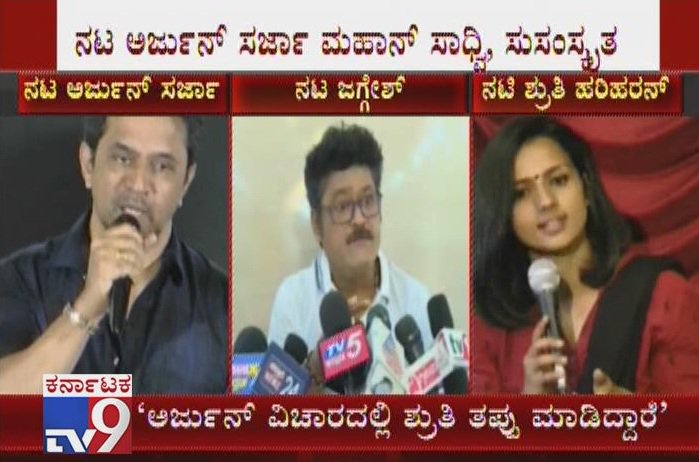 ನಟ ಅರ್ಜುನ್ ಸರ್ಜಾ ಮಹಾನ್ ಸಾಧ್ವಿ, ಸುಸಂಸ್ಕೃತ
ನಟ ಅರ್ಜುನ್ ಸರ್ಜಾ
ನಟ ಜಗ್ಗೇಶ್
ನಟಿ ಶ್ರುತಿ ಹರಿಹರನ್
TV5
24
ಕರ್ನಾಟಕ
TV9
'ಅರ್ಜುನ್ ವಿಚಾರದಲ್ಲಿ ಶ್ರುತಿ ತಪ್ಪು ಮಾಡಿದ್ದಾರೆ'